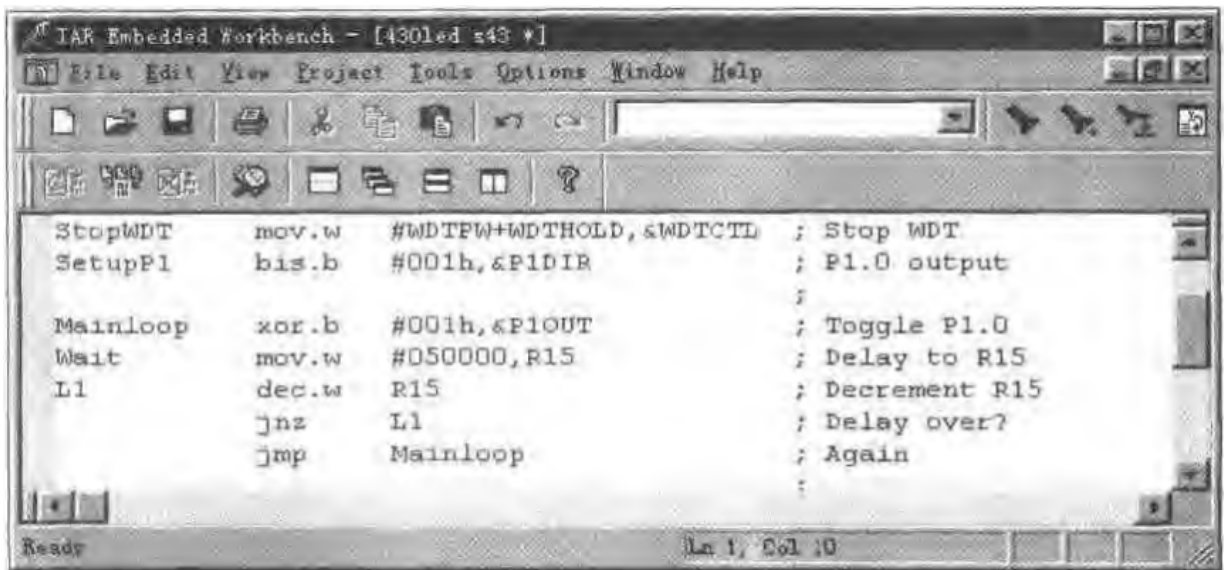 IAR Embedded Workbench - [430led s43 *]
File Edit View Project Tools Options Window Help
StopWDT mov.w #WDTPW+WDTHOLD,&WDTCTL ; Stop WDT
SetupP1 bis.b #001h,&P1DIR ; P1.0 output
;
Mainloop xor.b #001h,&P1OUT ; Toggle P1.0
Wait mov.w #050000,R15 ; Delay to R15
L1 dec.w R15 ; Decrement R15
jnz L1 ; Delay over?
jmp Mainloop ; Again
;
Ready Ln 1, Col 10